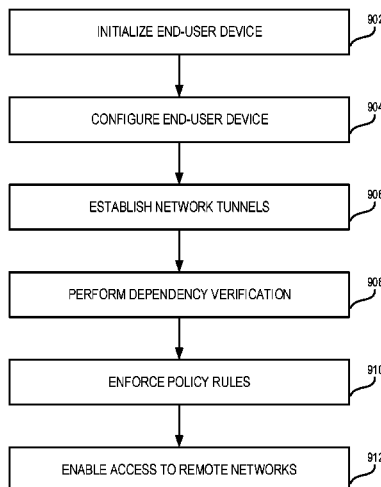 INITIALIZE END-USER DEVICE
902
CONFIGURE END-USER DEVICE
904
ESTABLISH NETWORK TUNNELS
906
PERFORM DEPENDENCY VERIFICATION
908
ENFORCE POLICY RULES
910
ENABLE ACCESS TO REMOTE NETWORKS
912